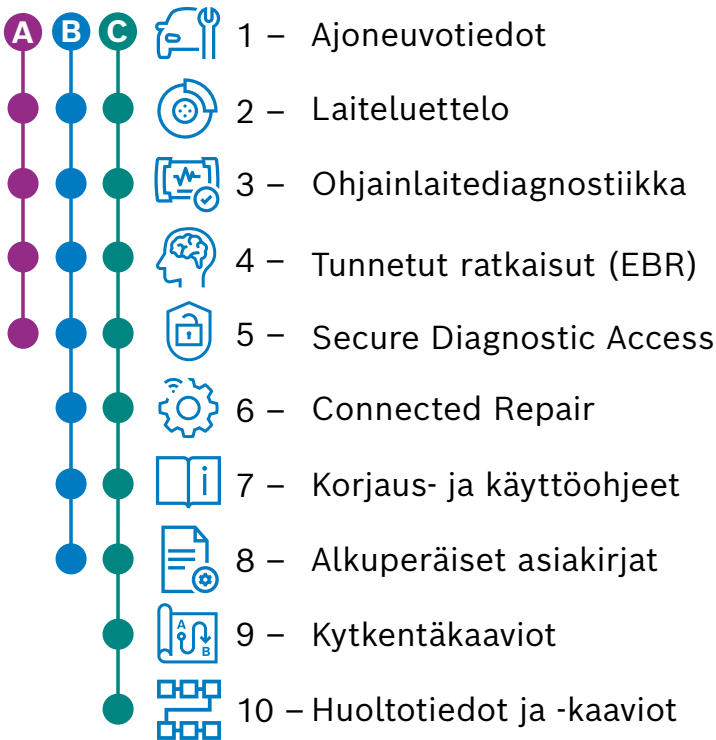 A B C 1 – Ajoneuvotiedot
2 – Laiteluettelo
3 – Ohjainlaitediagnostiikka
4 – Tunnetut ratkaisut (EBR)
5 – Secure Diagnostic Access
6 – Connected Repair
i 7 – Korjaus- ja käyttöohjeet
8 – Alkuperäiset asiakirjat
A B 9 – Kytkentäkaaviot
10 – Huoltotiedot ja -kaaviot